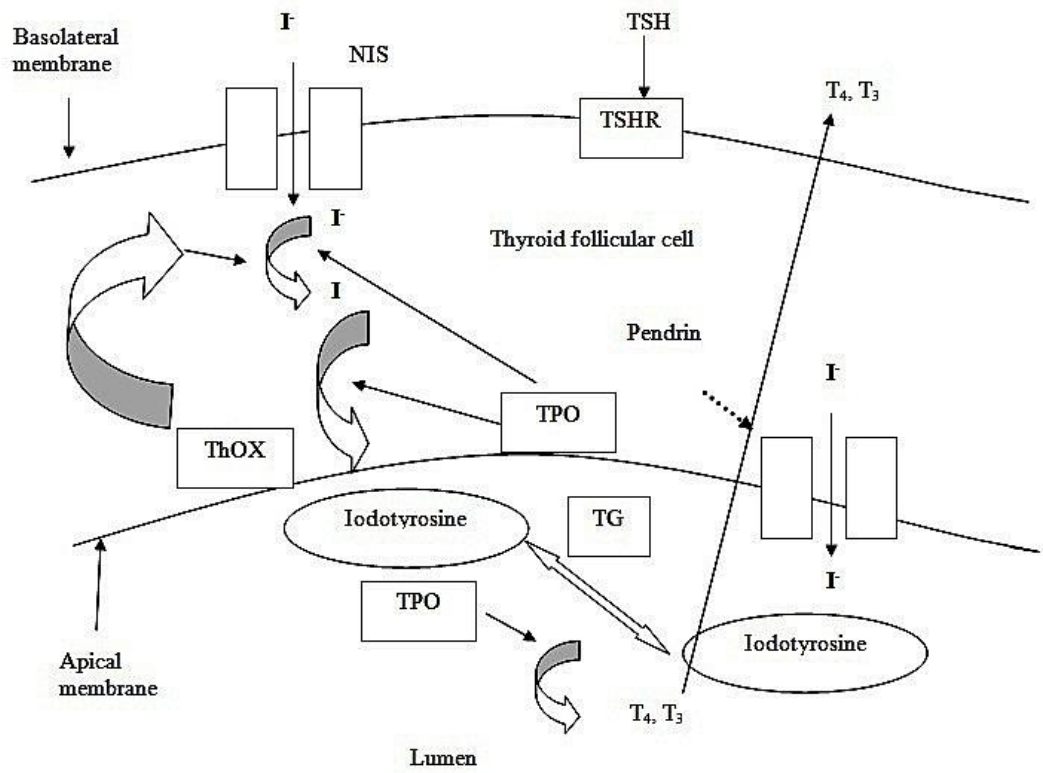 I-
TSH
Basolateral
membrane
NIS
T4, T3
TSHR
I-
Thyroid follicular cell
I
Pendrin
I-
TPO
ThOX
Iodotyrosine
TG
I-
TPO
Iodotyrosine
Apical
membrane
T4, T3
Lumen